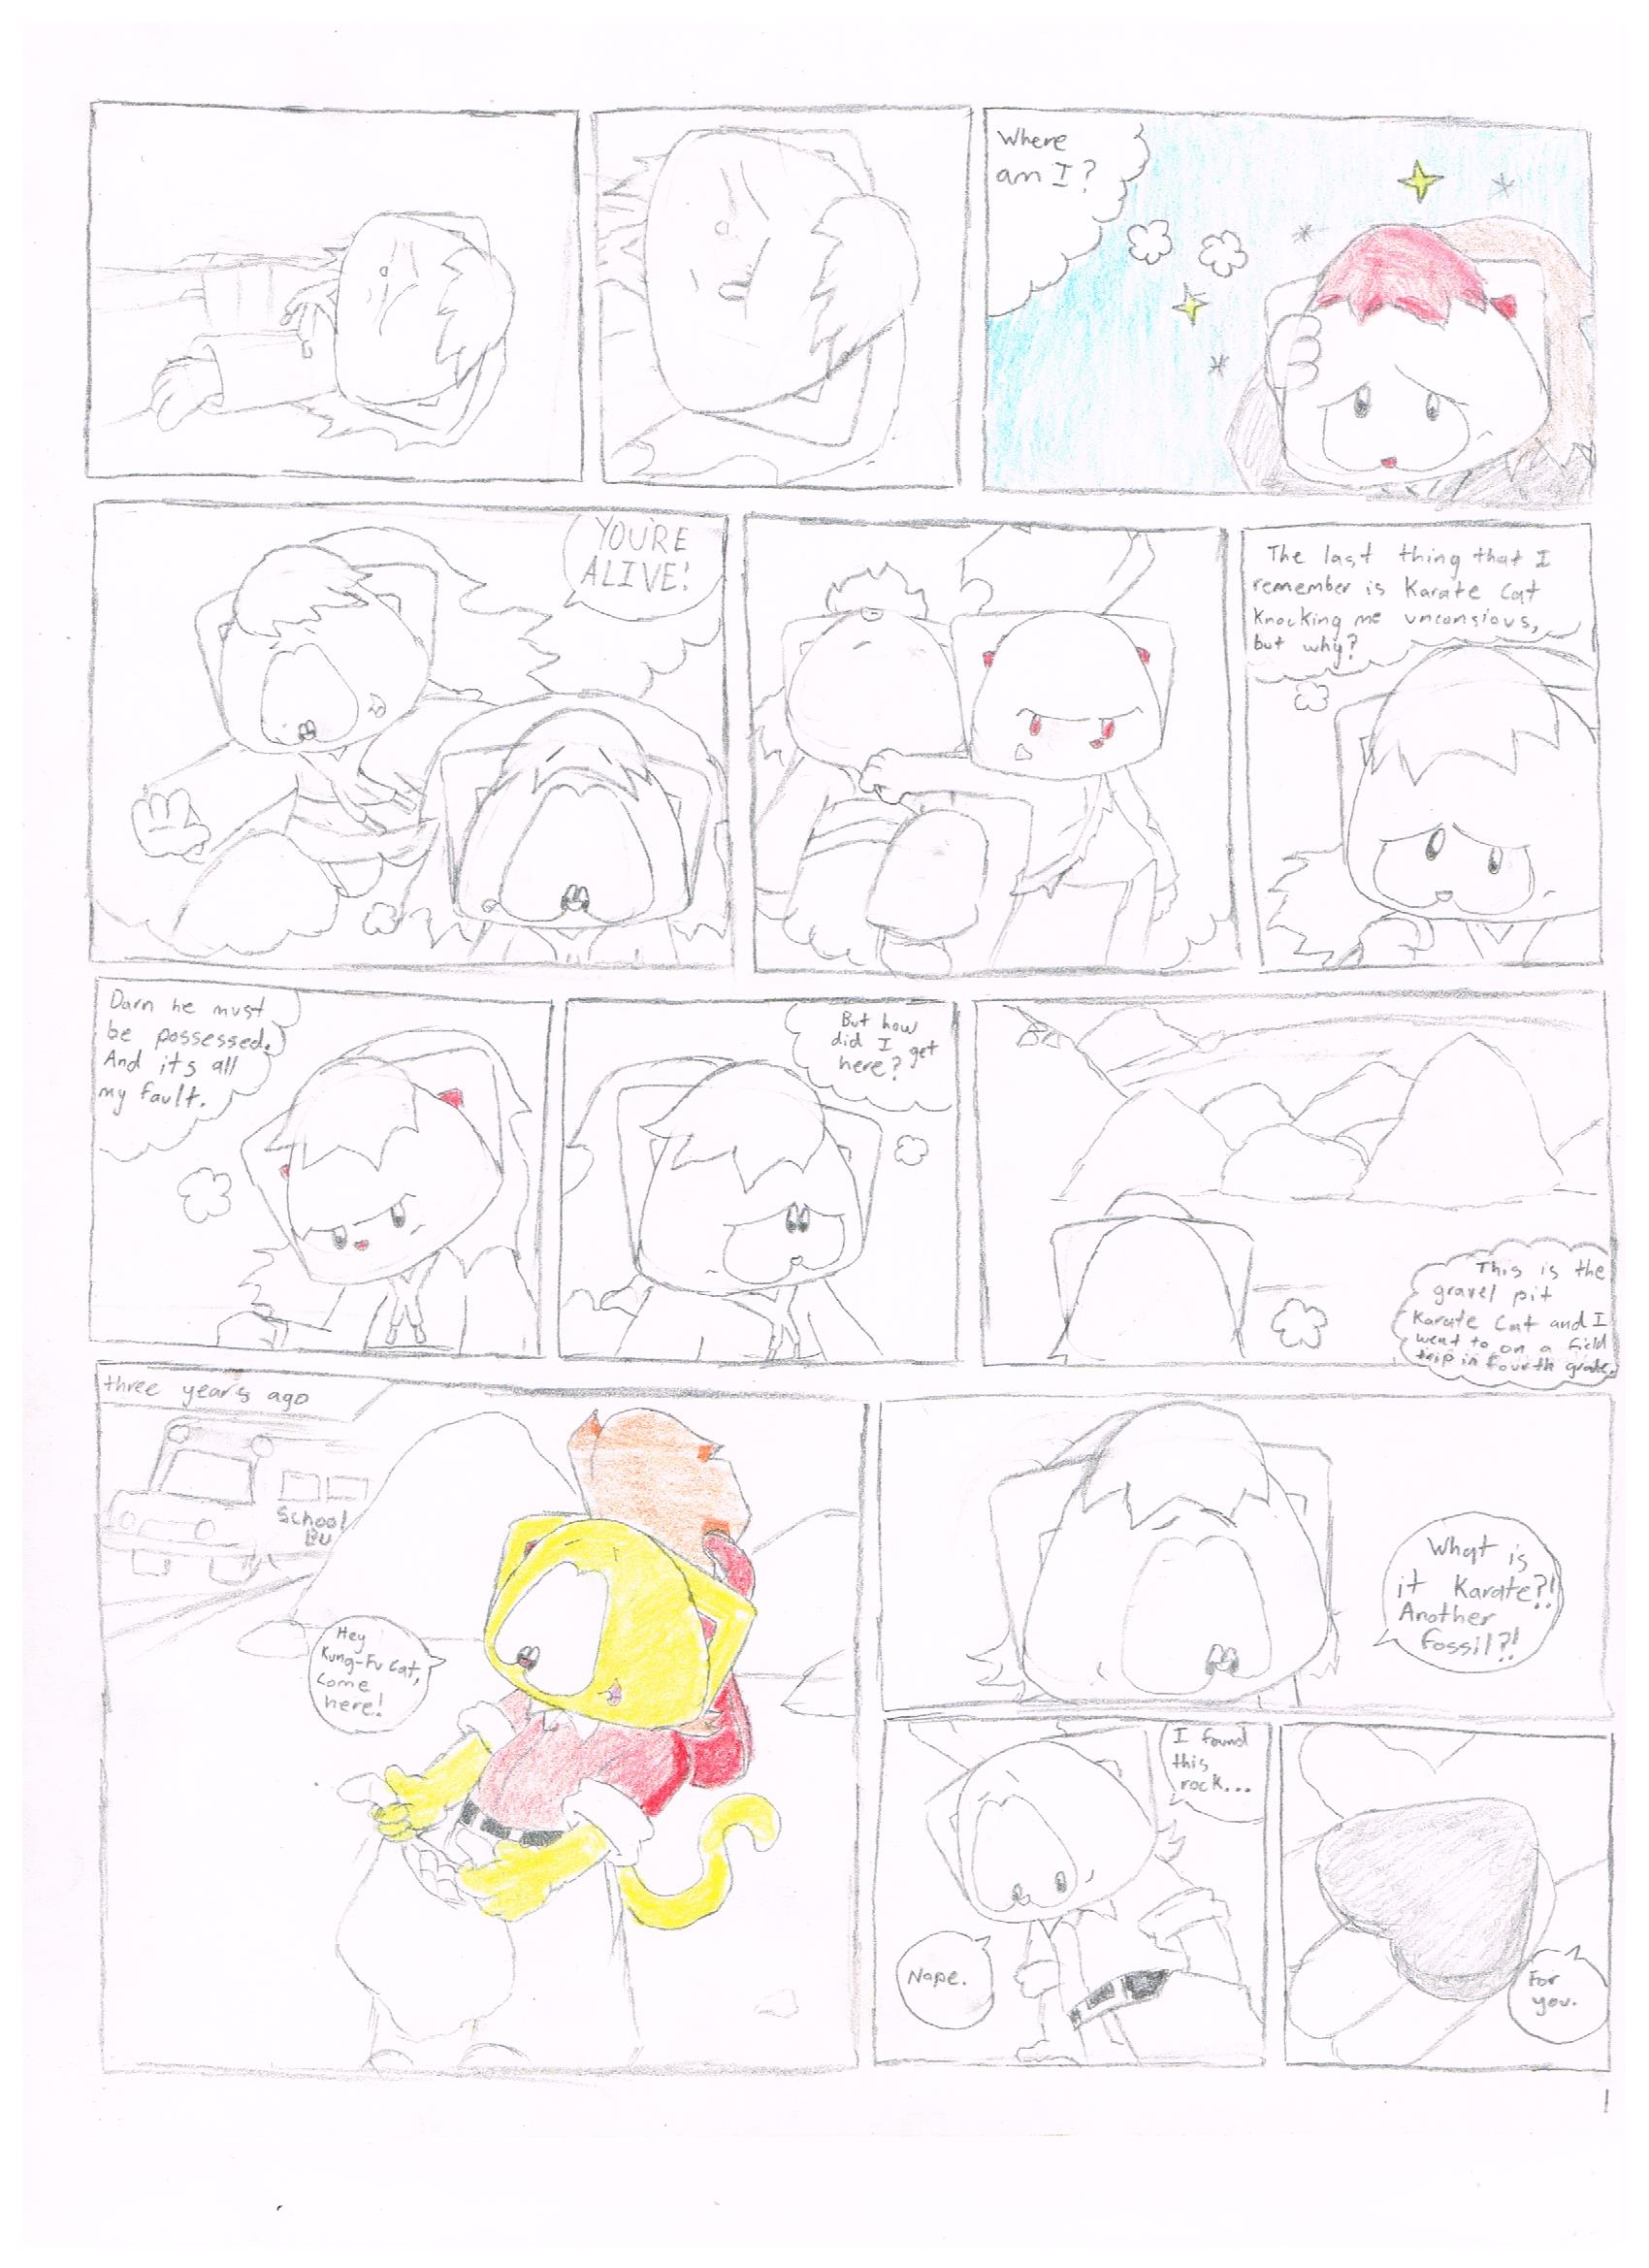 Where
am I?
YOU'RE
ALIVE!
The last thing that I
remember is Karate Cat
Knocking me unconsious,
but why?
Darn he must
be possessed.
And its all
my fault.
But how
did I get
here?
This is the
gravel pit
Karate Cat and I
went to on a field
trip in fourth grade.
three years ago
School
Bu
Hey
Kung-Fu Cat,
Come
here!
What is
it Karate?!
Another
Fossil?!
I found
this
rock...
Nope.
For
you.
1